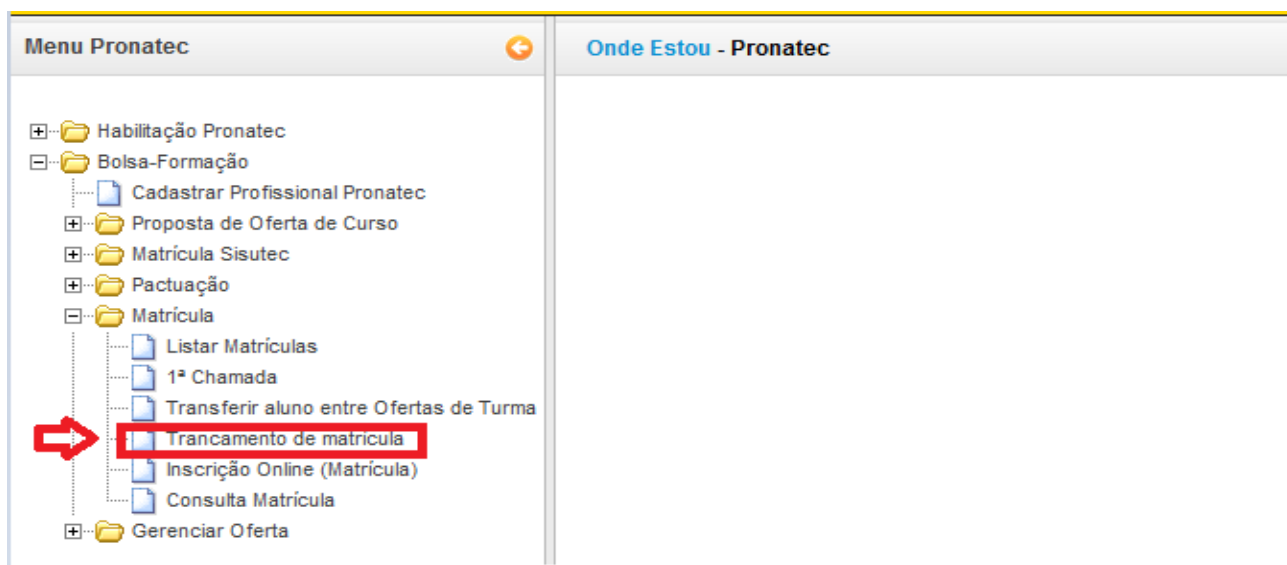 Menu Pronatec
Onde Estou - Pronatec
Habilitação Pronatec
Bolsa-Formação
Cadastrar Profissional Pronatec
Proposta de Oferta de Curso
Matrícula Sisutec
Pactuação
Matrícula
Listar Matrículas
1ª Chamada
Transferir aluno entre Ofertas de Turma
Trancamento de matrícula
Inscrição Online (Matrícula)
Consulta Matrícula
Gerenciar Oferta